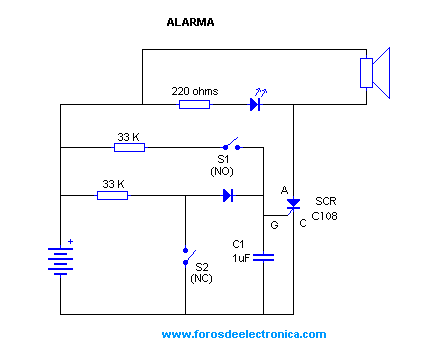 ALARMA
220 ohms
33 K
S1
(NO)
33 K
A
SCR
C108
G
C
C1
1uF
S2
(NC)
+
www.forosdeelectronica.com